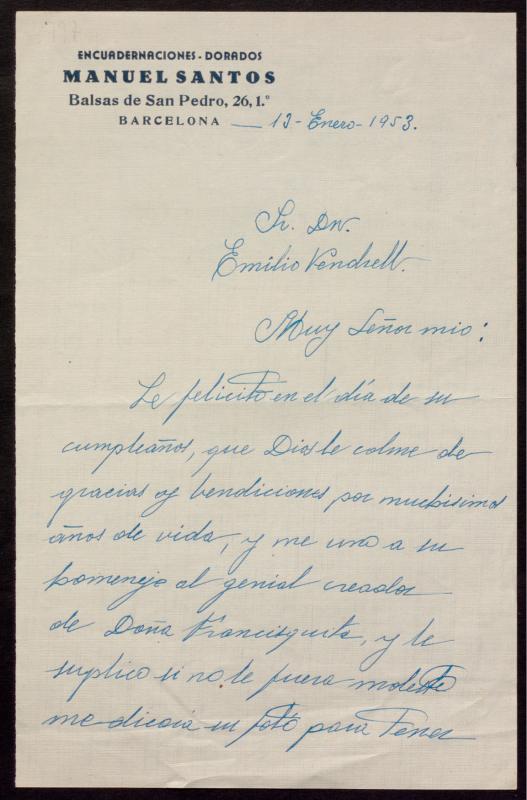 ENCUADERNACIONES - DORADOS
MANUEL SANTOS
Balsas de San Pedro, 26, 1.º
BARCELONA — 13 - Enero - 1953.
Sr. Dn.
Emilio Vendrell.
Muy Señor mio:
Le felicito en el día de su
cumpleaños, que Dios le colme de
gracias y bendiciones por muchisimos
años de vida, y me uno a su
homenaje al genial creador
de Doña Francisquita, y le
suplico si no le fuera molesto
me dicara su foto para tener